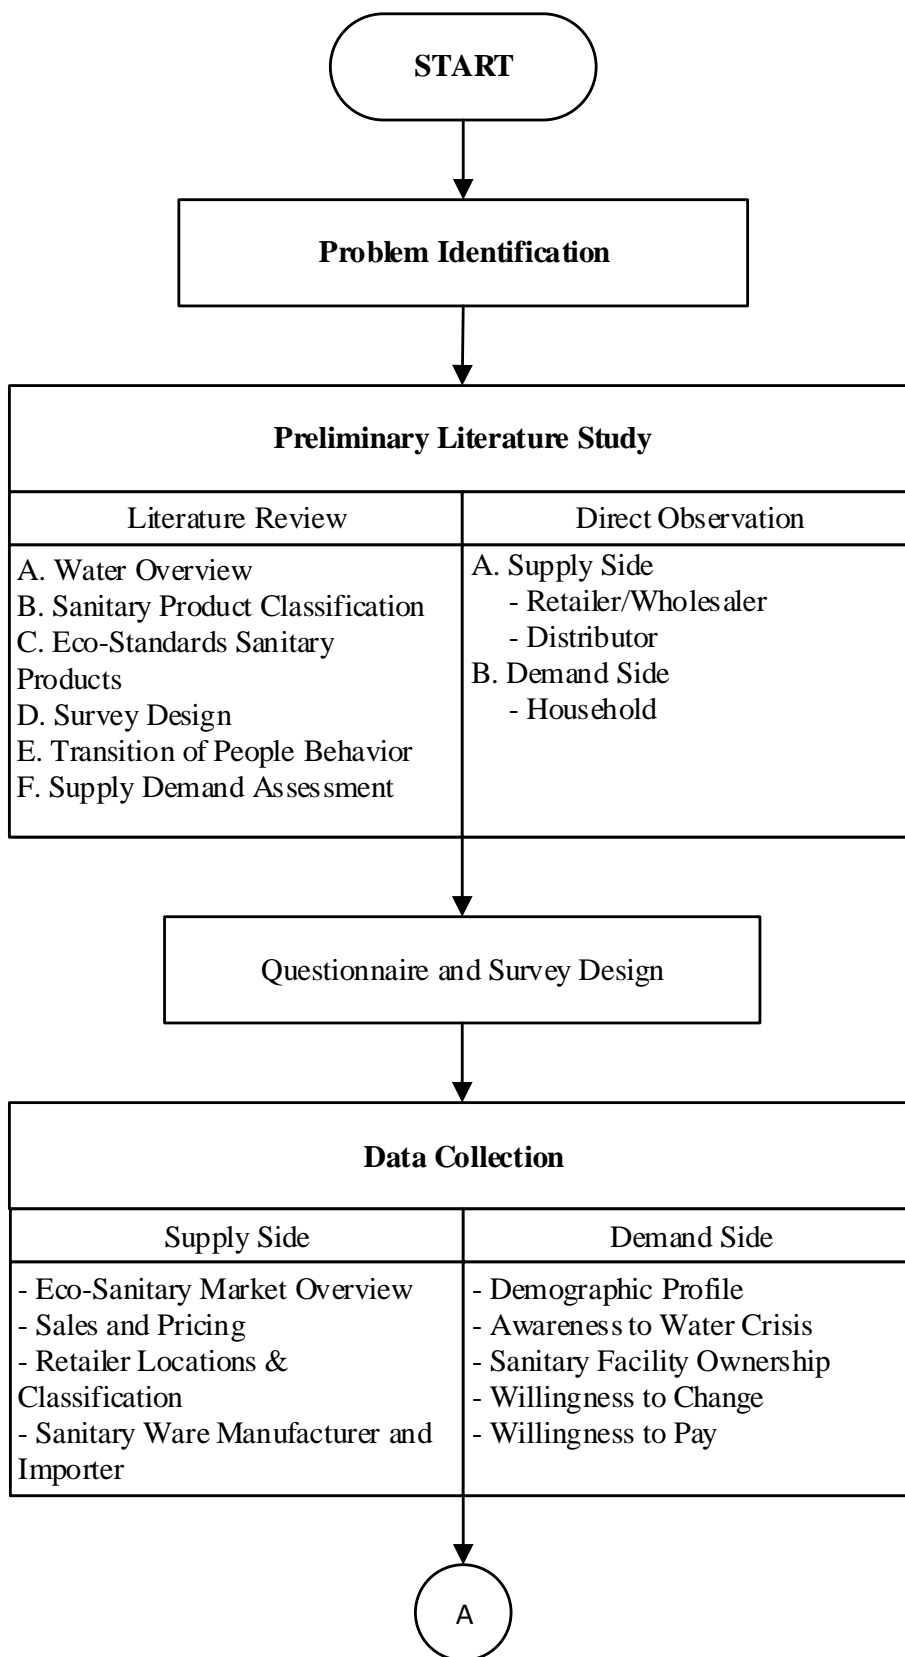 START
Problem Identification
Preliminary Literature Study
Literature Review
A. Water Overview
B. Sanitary Product Classification
C. Eco-Standards Sanitary
Products
D. Survey Design
E. Transition of People Behavior
F. Supply Demand Assessment
Direct Observation
A. Supply Side
- Retailer/Wholesaler
- Distributor
B. Demand Side
- Household
Questionnaire and Survey Design
Data Collection
Supply Side
- Eco-Sanitary Market Overview
- Sales and Pricing
- Retailer Locations &
Classification
- Sanitary Ware Manufacturer and
Importer
Demand Side
- Demographic Profile
- Awareness to Water Crisis
- Sanitary Facility Ownership
- Willingness to Change
- Willingness to Pay
A